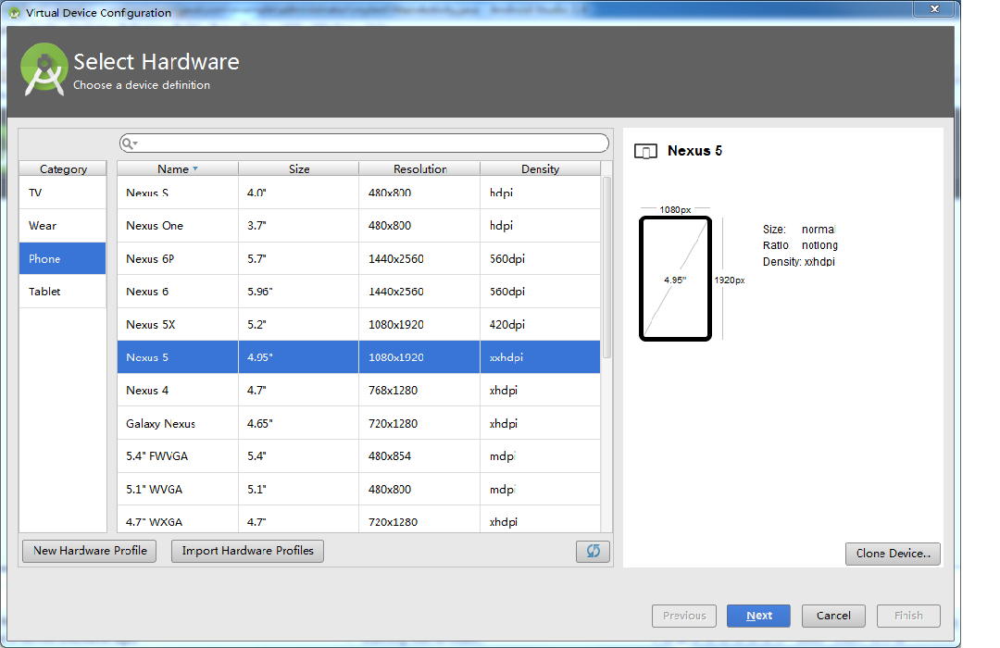 Virtual Device Configuration
Select Hardware
Choose a device definition
Category Name Size Resolution Density
TV
Wear
Phone
Tablet
Nexus S 4.0" 480x800 hdpi
Nexus One 3.7" 480x800 hdpi
Nexus 6P 5.7" 1440x2560 560dpi
Nexus 6 5.96" 1440x2560 560dpi
Nexus 5X 5.2" 1080x1920 420dpi
Nexus 5 4.95" 1080x1920 xxhdpi
Nexus 4 4.7" 768x1280 xhdpi
Galaxy Nexus 4.65" 720x1280 xhdpi
5.4" FWVGA 5.4" 480x854 mdpi
5.1" WVGA 5.1" 480x800 mdpi
4.7" WXGA 4.7" 720x1280 xhdpi
New Hardware Profile Import Hardware Profiles
Nexus 5
1080px
4.95"
1920px
Size: normal
Ratio notlong
Density: xxhdpi
Clone Device..
Previous Next Cancel Finish